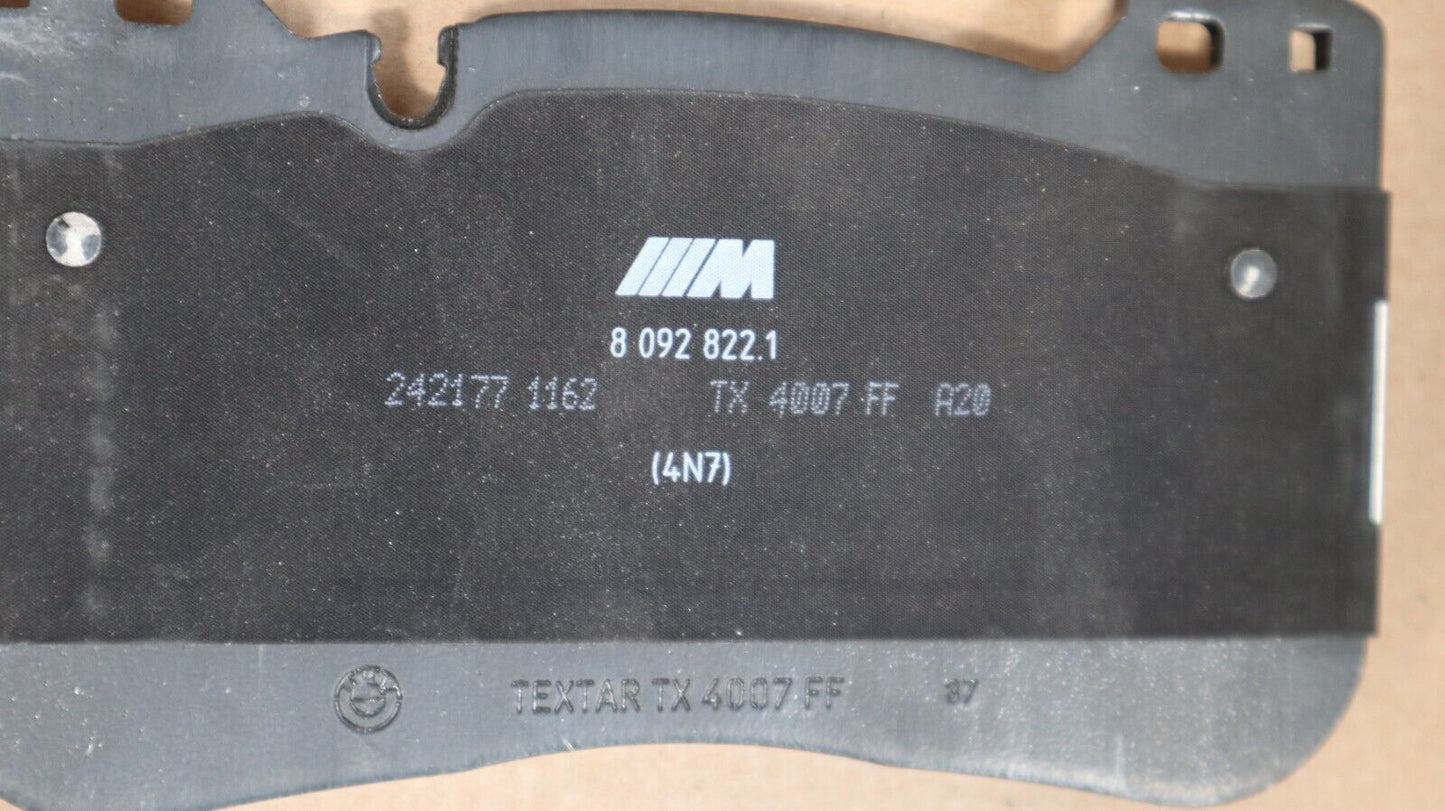 M
8 092 822.1
242177 1162 TX 4007 FF A20
(4N7)
TEXTAR TX 4007 FF 37